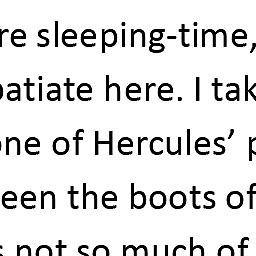 re sleeping-time,
patiate here. I tak
one of Hercules’ p
een the boots of
s not so much of